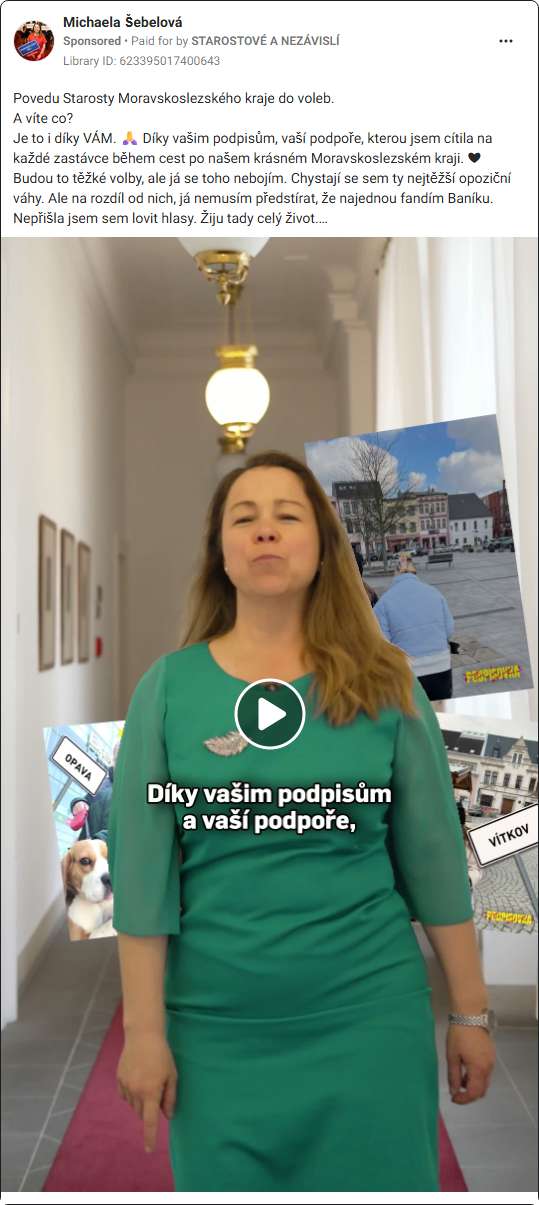 Michaela Šebelová
Sponsored • Paid for by STAROSTOVÉ A NEZÁVISLÍ
Library ID: 623395017400643
Povedu Starosty Moravskoslezského kraje do voleb.
A víte co?
Je to i díky VÁM. 🙏 Díky vašim podpisům, vaší podpoře, kterou jsem cítila na
každé zastávce během cest po našem krásném Moravskoslezském kraji. 🖤
Budou to těžké volby, ale já se toho nebojím. Chystají se sem ty nejtěžší opoziční
váhy. Ale na rozdíl od nich, já nemusím předstírat, že najednou fandím Baníku.
Nepřišla jsem sem lovit hlasy. Žiju tady celý život....
PODPISOVKA
OPAVA
Díky vašim podpisům
a vaší podpoře,
VÍTKOV
PODPISOVKA